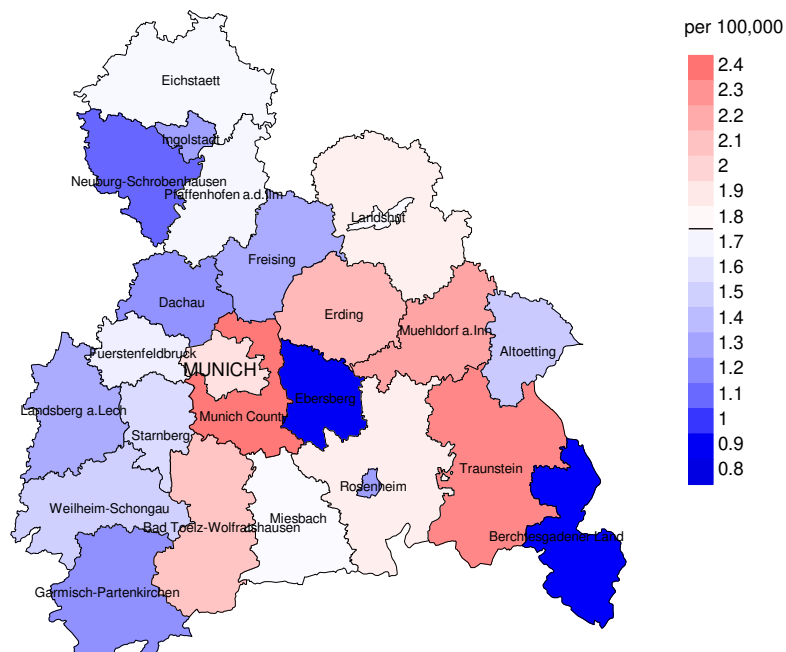 per 100,000
2.4
2.3
2.2
2.1
2
1.9
1.8
1.7
1.6
1.5
1.4
1.3
1.2
1.1
1
0.9
0.8
Eichstaett
Ingolstadt
Neuburg-Schrobenhausen
Pfaffenhofen a.d.Ilm
Landshut
Freising
Dachau
Erding
Muehldorf a.Inn
Altoetting
Fuerstenfeldbruck
MUNICH
Landsberg a.Lech
Munich County
Ebersberg
Starnberg
Traunstein
Rosenheim
Weilheim-Schongau
Bad Toelz-Wolfratshausen
Miesbach
Berchtesgadener Land
Garmisch-Partenkirchen